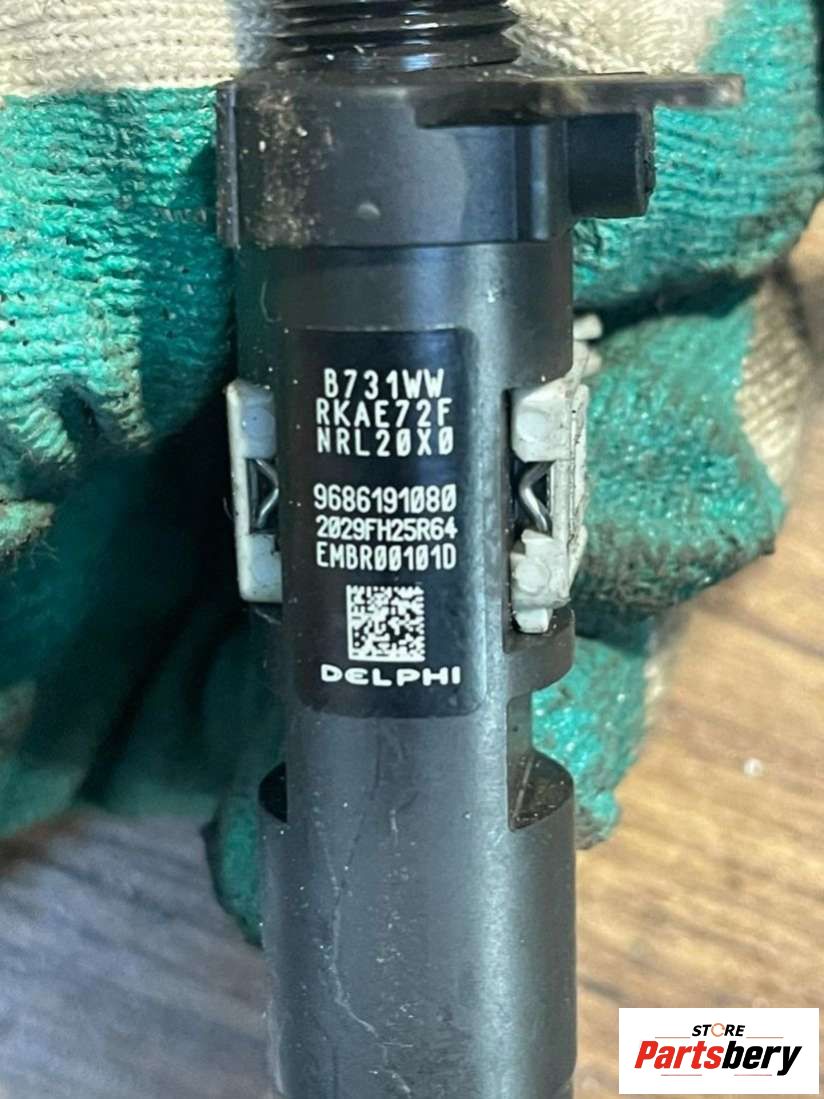 B731WW
RKAE72F
NRL20X0
9686191080
2029FH25R64
EMBR00101D
DELPHI
STORE
Partsbery